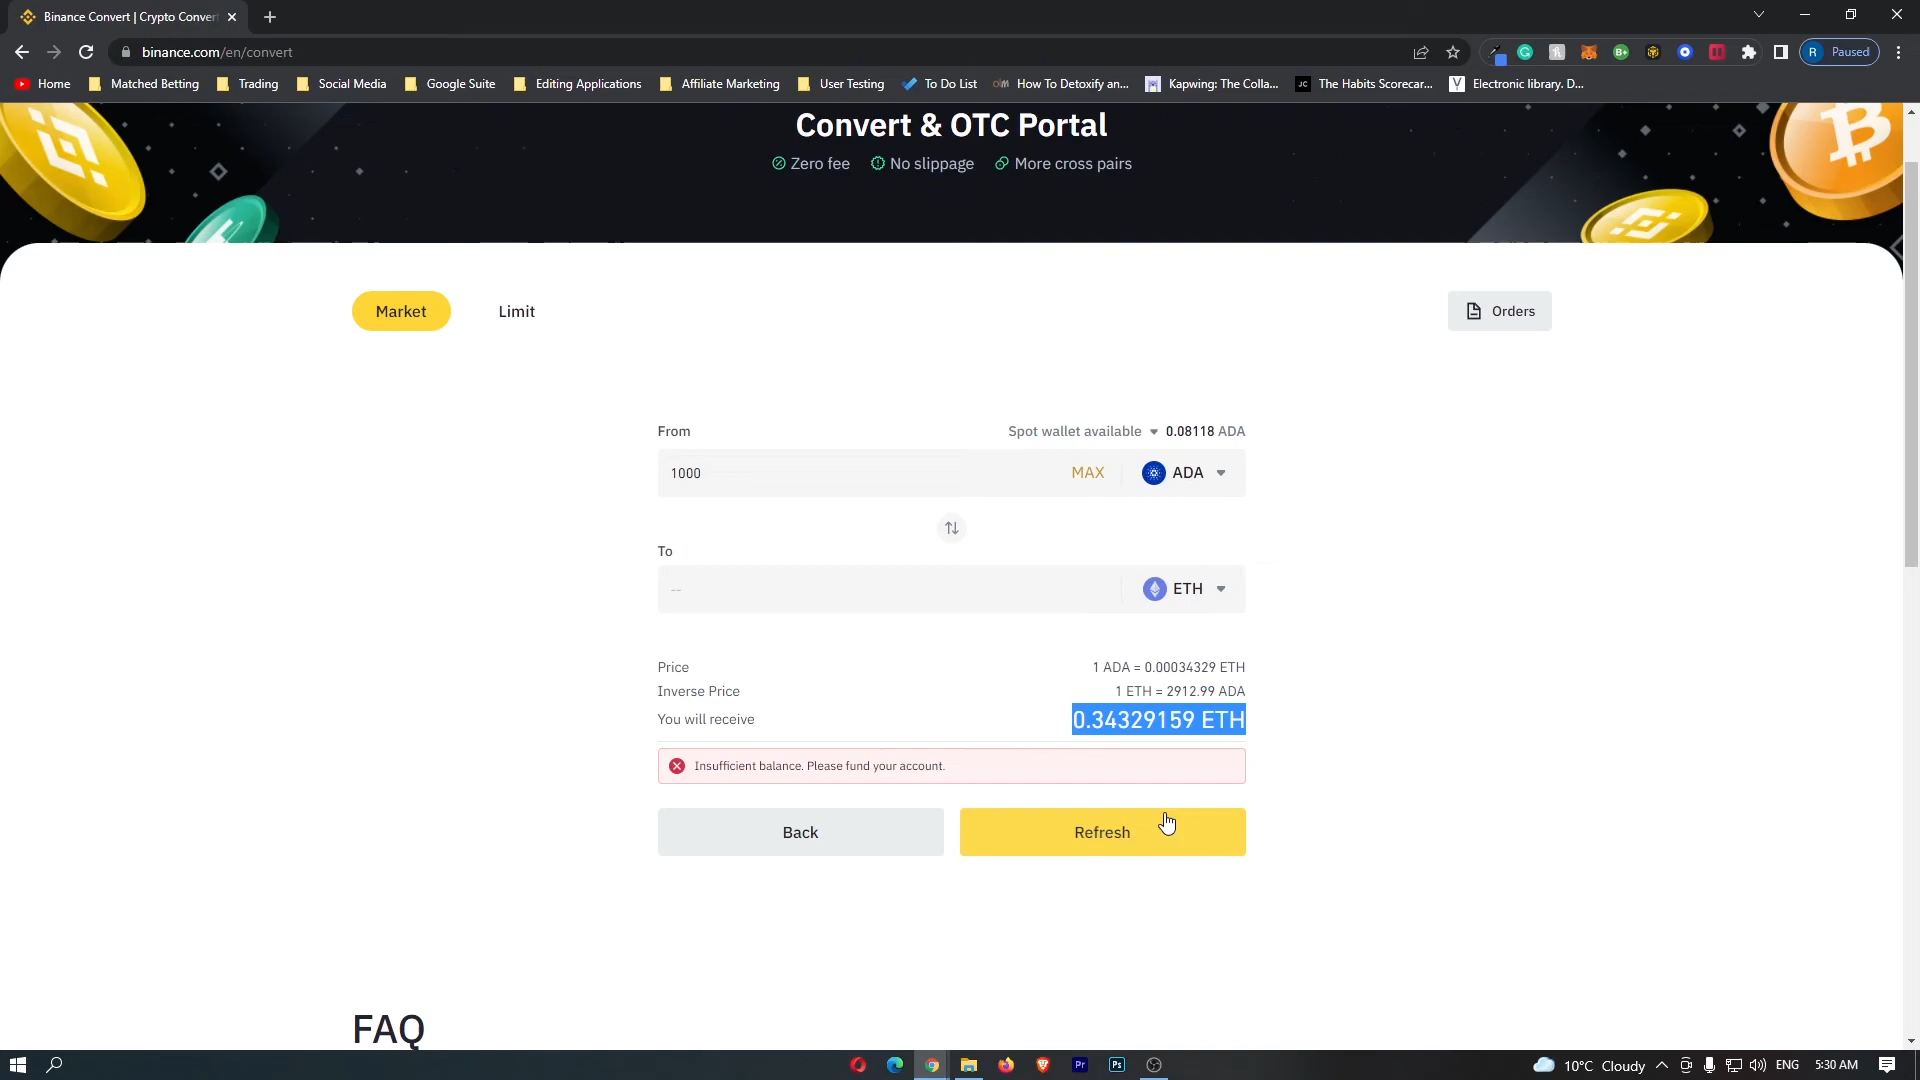 Binance Convert | Crypto Conver
binance.com/en/convert
R Paused
Home Matched Betting Trading Social Media Google Suite Editing Applications Affiliate Marketing User Testing To Do List How To Detoxify an... Kapwing: The Colla... JC The Habits Scorecar... Electronic library. D...
Convert & OTC Portal
Zero fee No slippage More cross pairs
Market Limit Orders
From Spot wallet available 0.08118 ADA
1000 MAX ADA
To
-- ETH
Price 1 ADA = 0.00034329 ETH
Inverse Price 1 ETH = 2912.99 ADA
You will receive 0.34329159 ETH
Insufficient balance. Please fund your account.
Back Refresh
FAQ
Pr Ps 10°C Cloudy ENG 5:30 AM